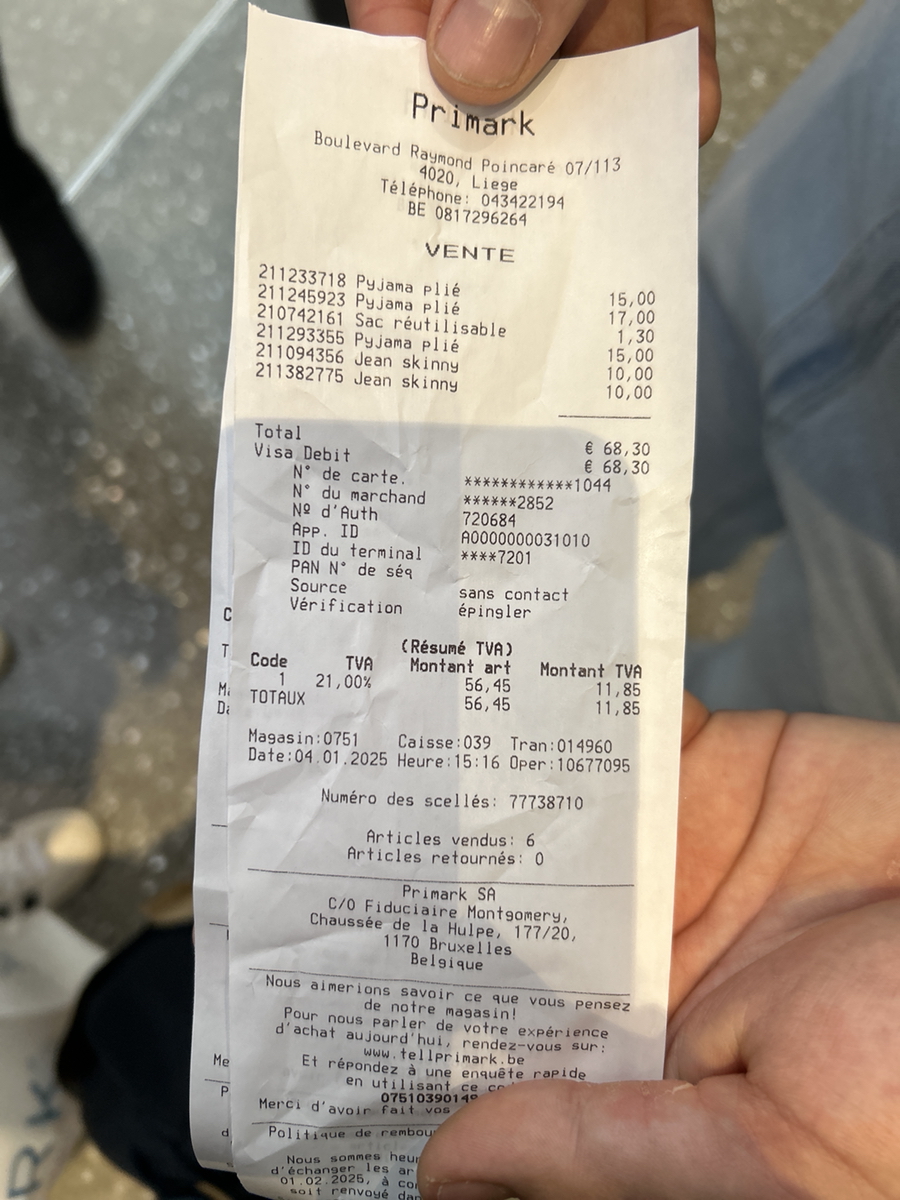 Primark
Boulevard Raymond Poincaré 07/113
4020, Liege
Téléphone: 043422194
BE 0817296264
VENTE
211233718 Pyjama plié 15,00
211245923 Pyjama plié 17,00
210742161 Sac réutilisable 1,30
211293355 Pyjama plié 15,00
211094356 Jean skinny 10,00
211382775 Jean skinny 10,00
Total € 68,30
Visa Debit € 68,30
N° de carte. ************1044
N° du marchand ******2852
Nº d'Auth 720684
App. ID A0000000031010
ID du terminal ****7201
PAN N° de séq
Source sans contact
Vérification épingler
(Résumé TVA)
Code TVA Montant art Montant TVA
1 21,00% 56,45 11,85
TOTAUX 56,45 11,85
Magasin:0751 Caisse:039 Tran:014960
Date:04.01.2025 Heure:15:16 Oper:10677095
Numéro des scellés: 77738710
Articles vendus: 6
Articles retournés: 0
Primark SA
C/O Fiduciaire Montgomery,
Chaussée de la Hulpe, 177/20,
1170 Bruxelles
Belgique
Nous aimerions savoir ce que vous pensez
de notre magasin!
Pour nous parler de votre expérience
d'achat aujourd'hui, rendez-vous sur:
www.tellprimark.be
Et répondez à une enquête rapide
en utilisant ce
Merci d'avoir fait vos
Politique de
Nous sommes
d'échanger les
01.02.2025, à
soit renvoyé